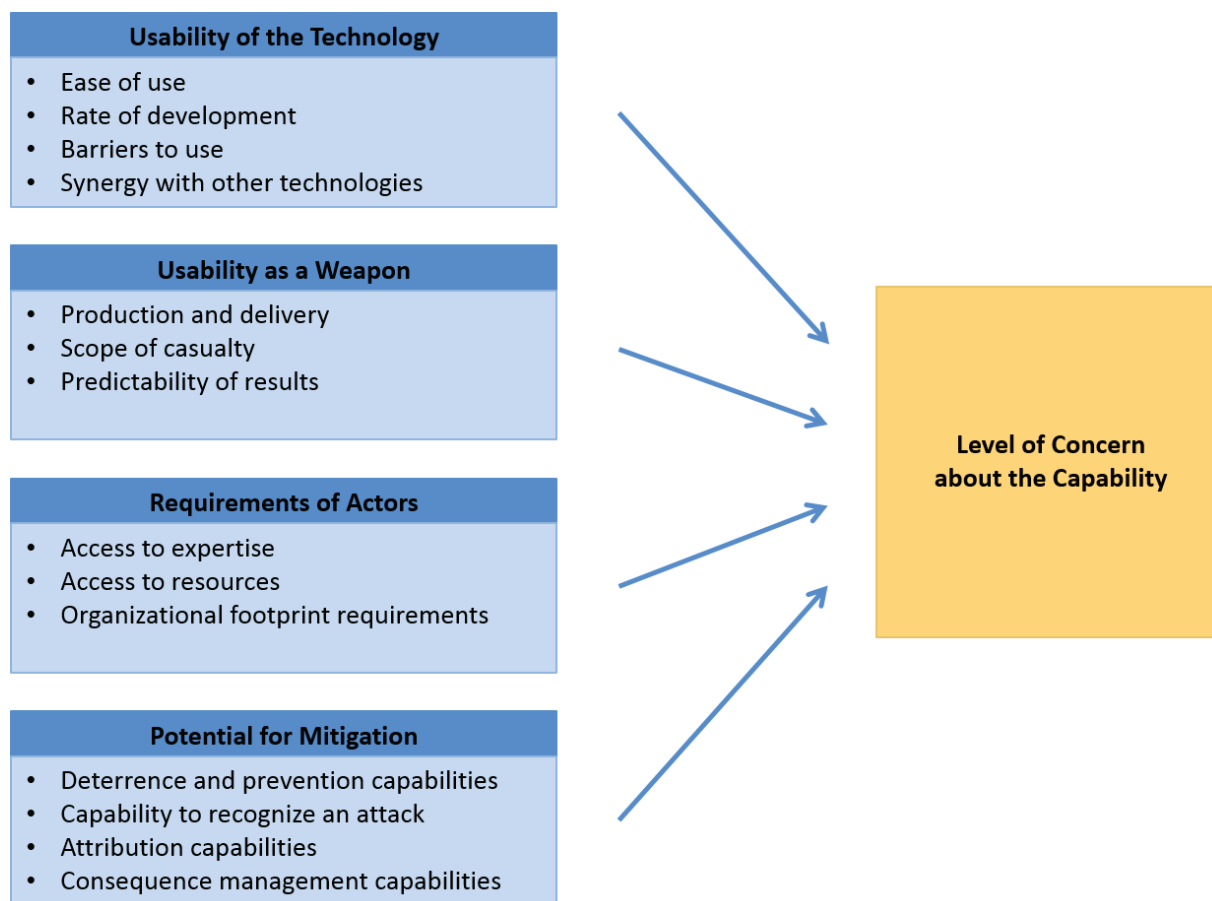 Usability of the Technology
• Ease of use
• Rate of development
• Barriers to use
• Synergy with other technologies
Usability as a Weapon
• Production and delivery
• Scope of casualty
• Predictability of results
Requirements of Actors
• Access to expertise
• Access to resources
• Organizational footprint requirements
Potential for Mitigation
• Deterrence and prevention capabilities
• Capability to recognize an attack
• Attribution capabilities
• Consequence management capabilities
Level of Concern
about the Capability